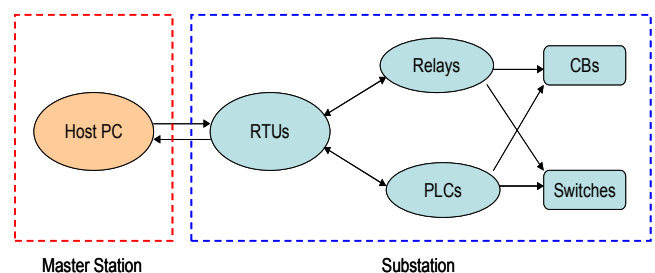 Relays
CBs
Host PC
RTUs
PLCs
Switches
Master Station
Substation